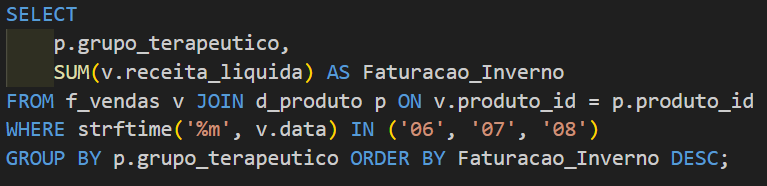 SELECT
p.grupo_terapeutico,
SUM(v.receita_liquida) AS Faturacao_Inverno
FROM f_vendas v JOIN d_produto p ON v.produto_id = p.produto_id
WHERE strftime('%m', v.data) IN ('06', '07', '08')
GROUP BY p.grupo_terapeutico ORDER BY Faturacao_Inverno DESC;